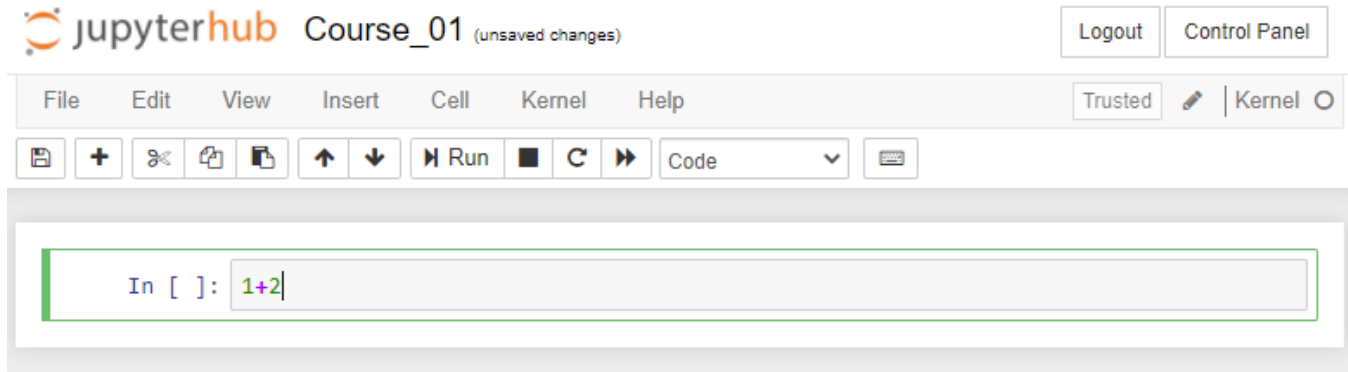 jupyterhub Course_01 (unsaved changes) Logout Control Panel
File Edit View Insert Cell Kernel Help Trusted Kernel
Run Code
In [ ]: 1+2